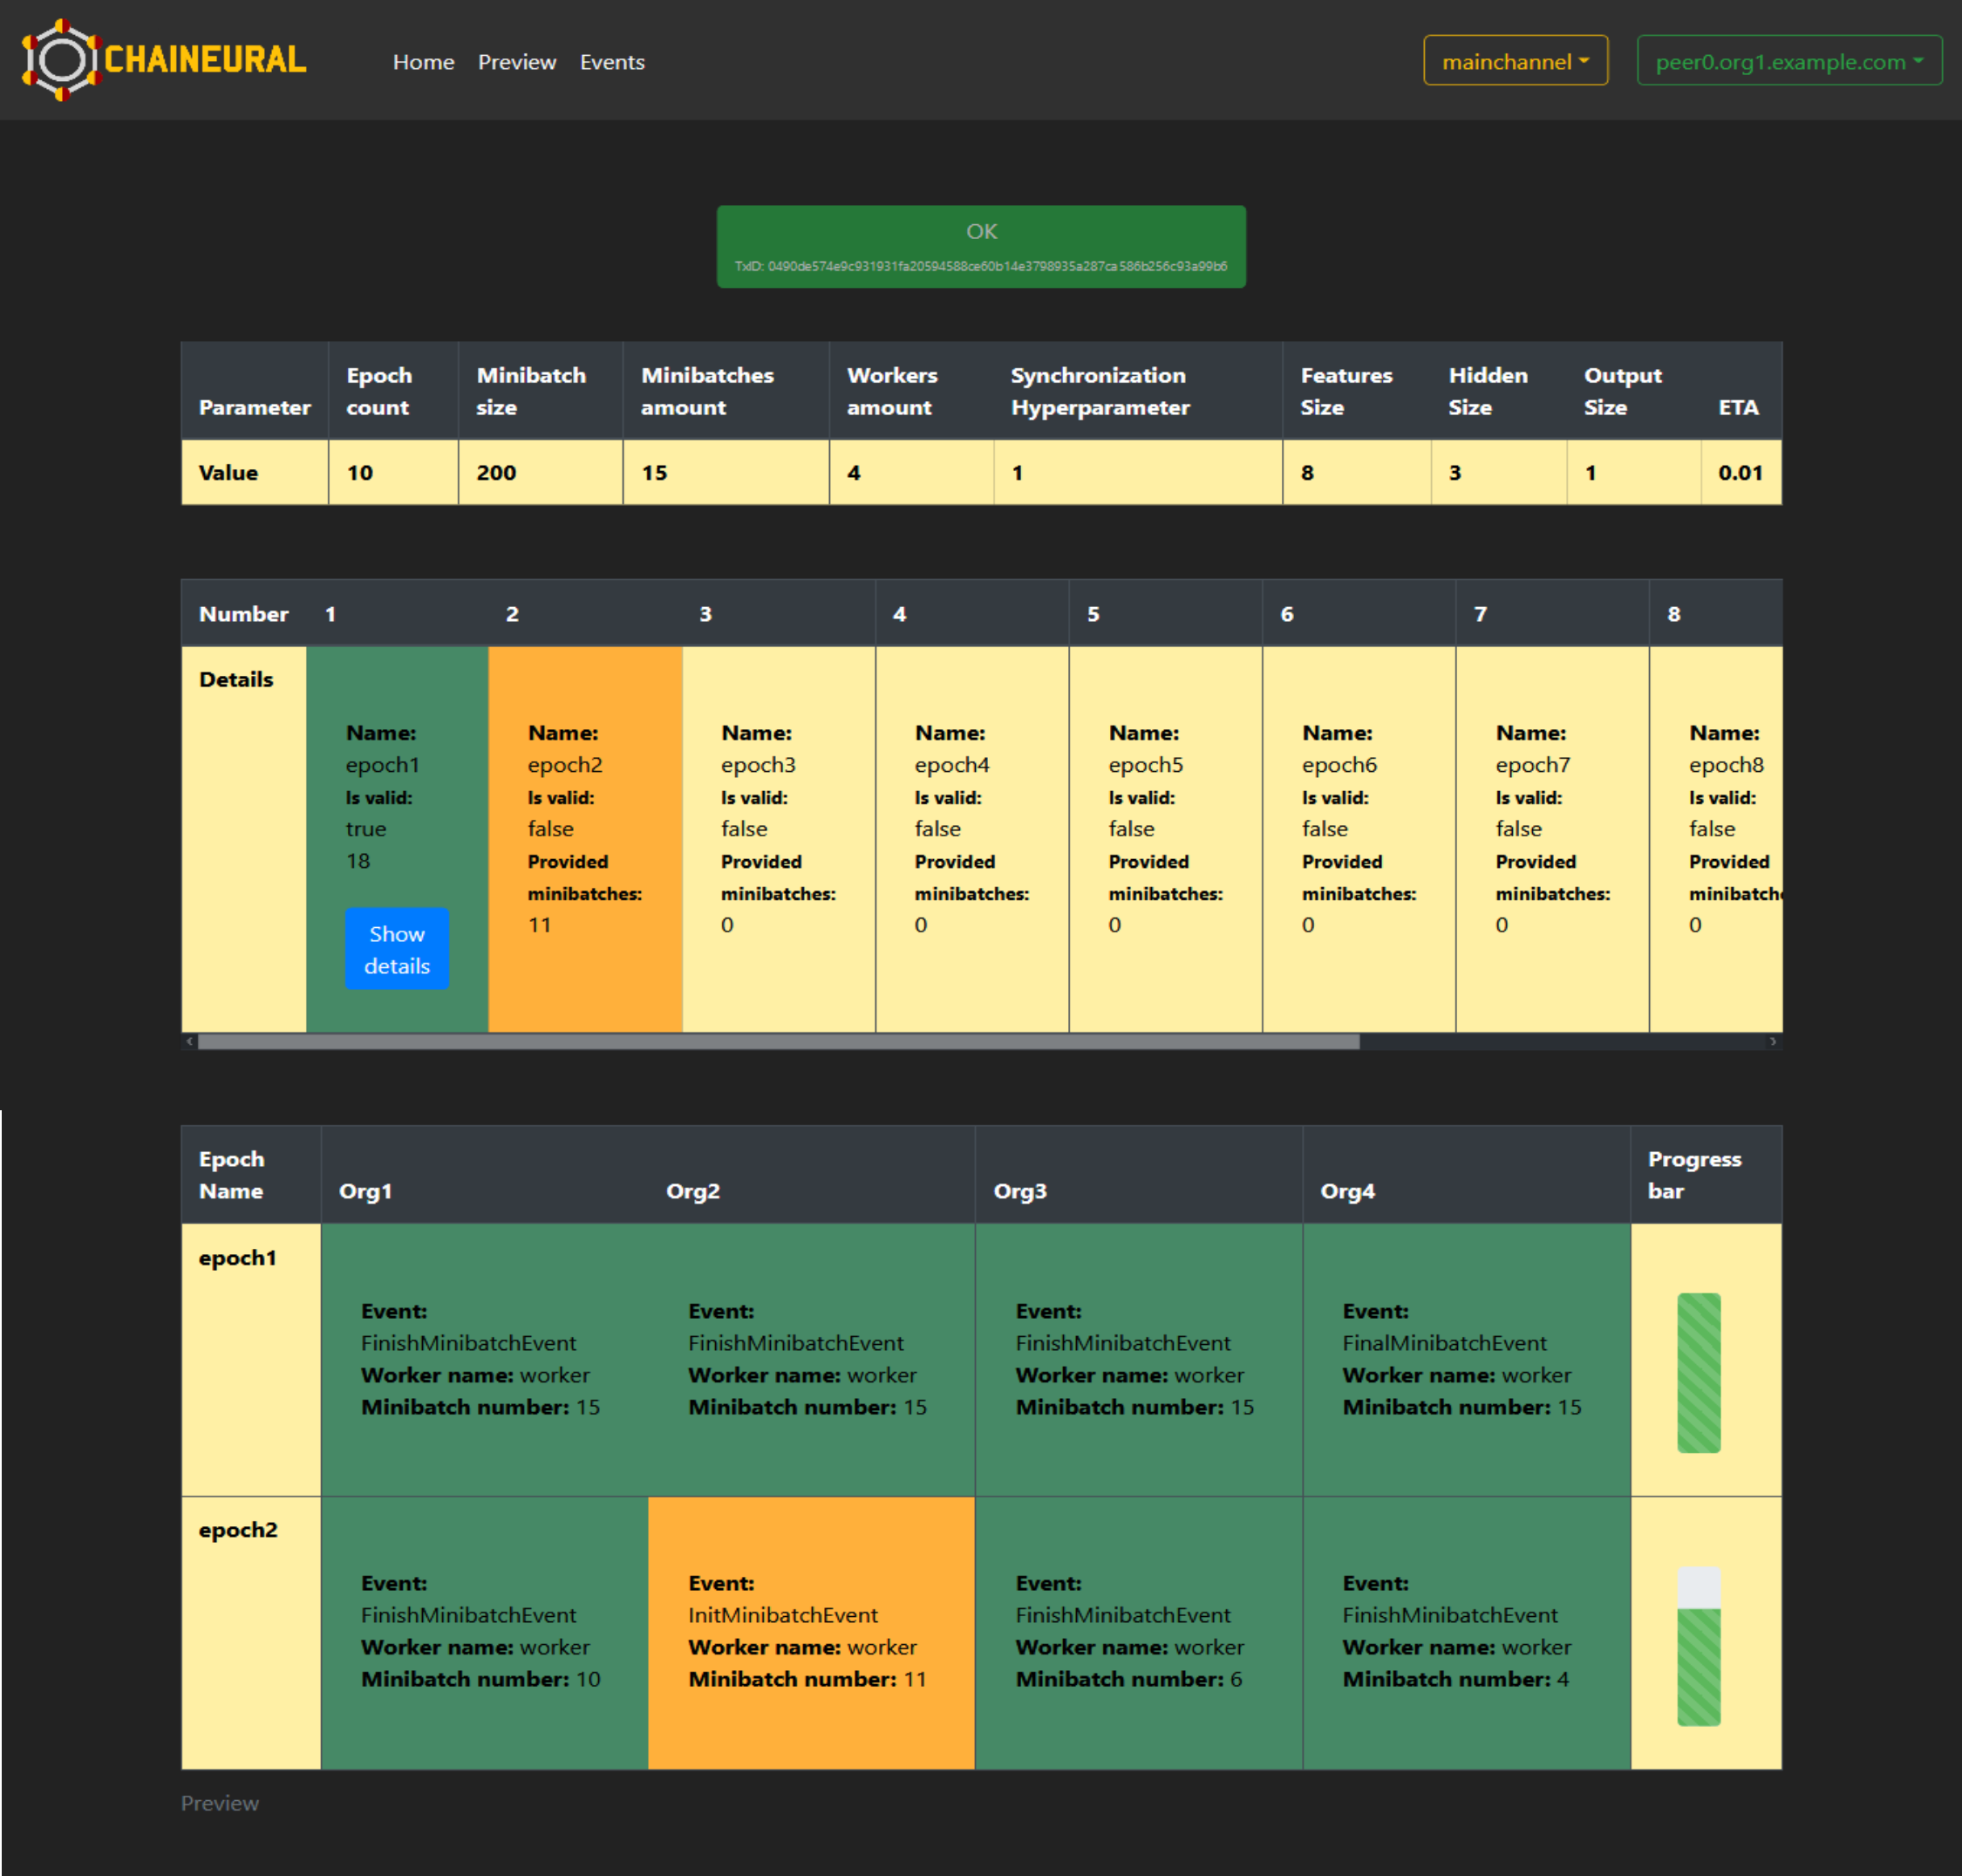 CHAINEURAL Home Preview Events mainchannel peer0.org1.example.com
OK
TxID: 0490de574e9c931931fa20594588ce60b14e3798935a287ca586b256c93a99b6
Parameter Epoch count Minibatch size Minibatches amount Workers amount Synchronization Hyperparameter Features Size Hidden Size Output Size ETA
Value 10 200 15 4 1 8 3 1 0.01
Number 1 2 3 4 5 6 7 8
Details
Name: Name: Name: Name: Name: Name: Name: Name:
epoch1 epoch2 epoch3 epoch4 epoch5 epoch6 epoch7 epoch8
Is valid: Is valid: Is valid: Is valid: Is valid: Is valid: Is valid: Is valid:
true false false false false false false false
18 Provided Provided Provided Provided Provided Provided Provided
minibatches: minibatches: minibatches: minibatches: minibatches: minibatches: minibatch
11 0 0 0 0 0 0
Show
details
Epoch Name Org1 Org2 Org3 Org4 Progress bar
epoch1
Event: Event: Event: Event:
FinishMinibatchEvent FinishMinibatchEvent FinishMinibatchEvent FinalMinibatchEvent
Worker name: worker Worker name: worker Worker name: worker Worker name: worker
Minibatch number: 15 Minibatch number: 15 Minibatch number: 15 Minibatch number: 15
epoch2
Event: Event: Event: Event:
FinishMinibatchEvent InitMinibatchEvent FinishMinibatchEvent FinishMinibatchEvent
Worker name: worker Worker name: worker Worker name: worker Worker name: worker
Minibatch number: 10 Minibatch number: 11 Minibatch number: 6 Minibatch number: 4
Preview